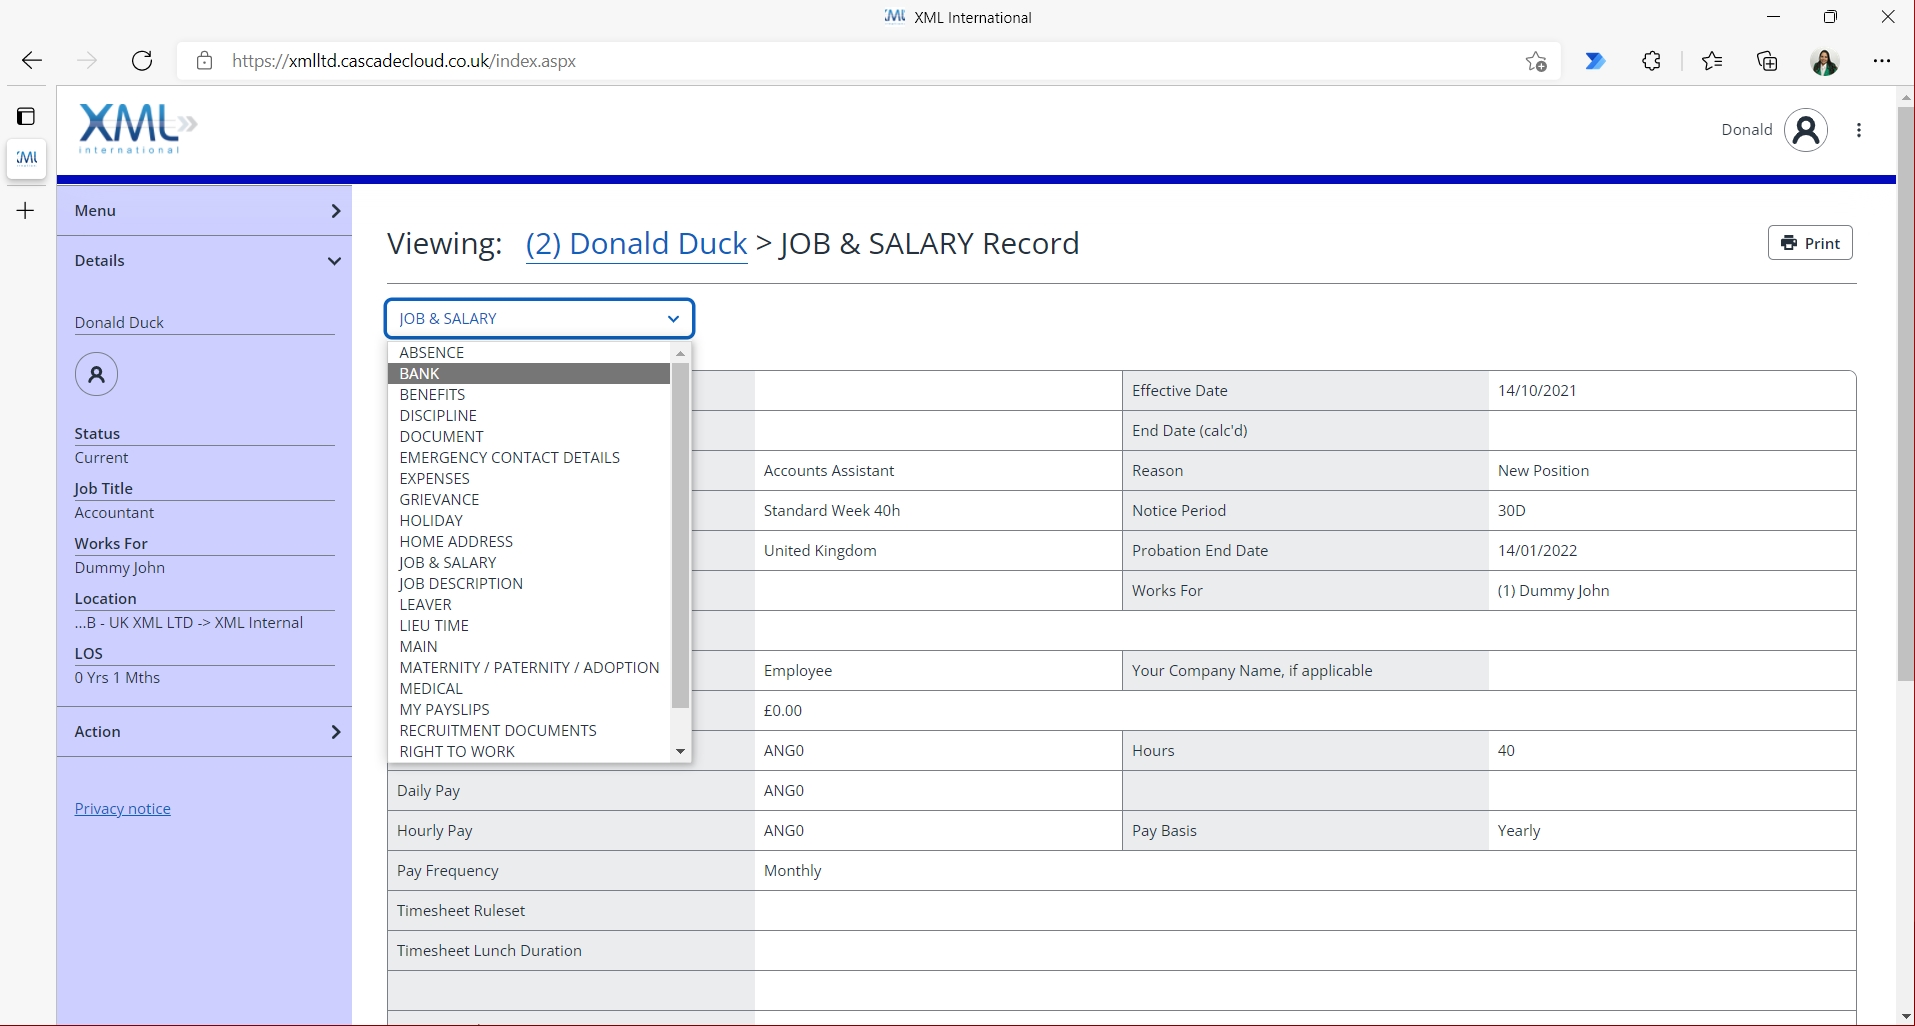 XML International
https://xmlltd.cascadecloud.co.uk/index.aspx
XML
international
Donald
Menu
Details
Donald Duck
Status
Current
Job Title
Accountant
Works For
Dummy John
Location
...B - UK XML LTD -> XML Internal
LOS
0 Yrs 1 Mths
Action
Privacy notice
Viewing: (2) Donald Duck > JOB & SALARY Record
Print
JOB & SALARY
ABSENCE
BANK
BENEFITS
DISCIPLINE
DOCUMENT
EMERGENCY CONTACT DETAILS
EXPENSES
GRIEVANCE
HOLIDAY
HOME ADDRESS
JOB & SALARY
JOB DESCRIPTION
LEAVER
LIEU TIME
MAIN
MATERNITY / PATERNITY / ADOPTION
MEDICAL
MY PAYSLIPS
RECRUITMENT DOCUMENTS
RIGHT TO WORK
Effective Date 14/10/2021
End Date (calc'd)
Accounts Assistant Reason New Position
Standard Week 40h Notice Period 30D
United Kingdom Probation End Date 14/01/2022
Works For (1) Dummy John
Employee Your Company Name, if applicable
£0.00
ANG0 Hours 40
Daily Pay ANG0
Hourly Pay ANG0 Pay Basis Yearly
Pay Frequency Monthly
Timesheet Ruleset
Timesheet Lunch Duration